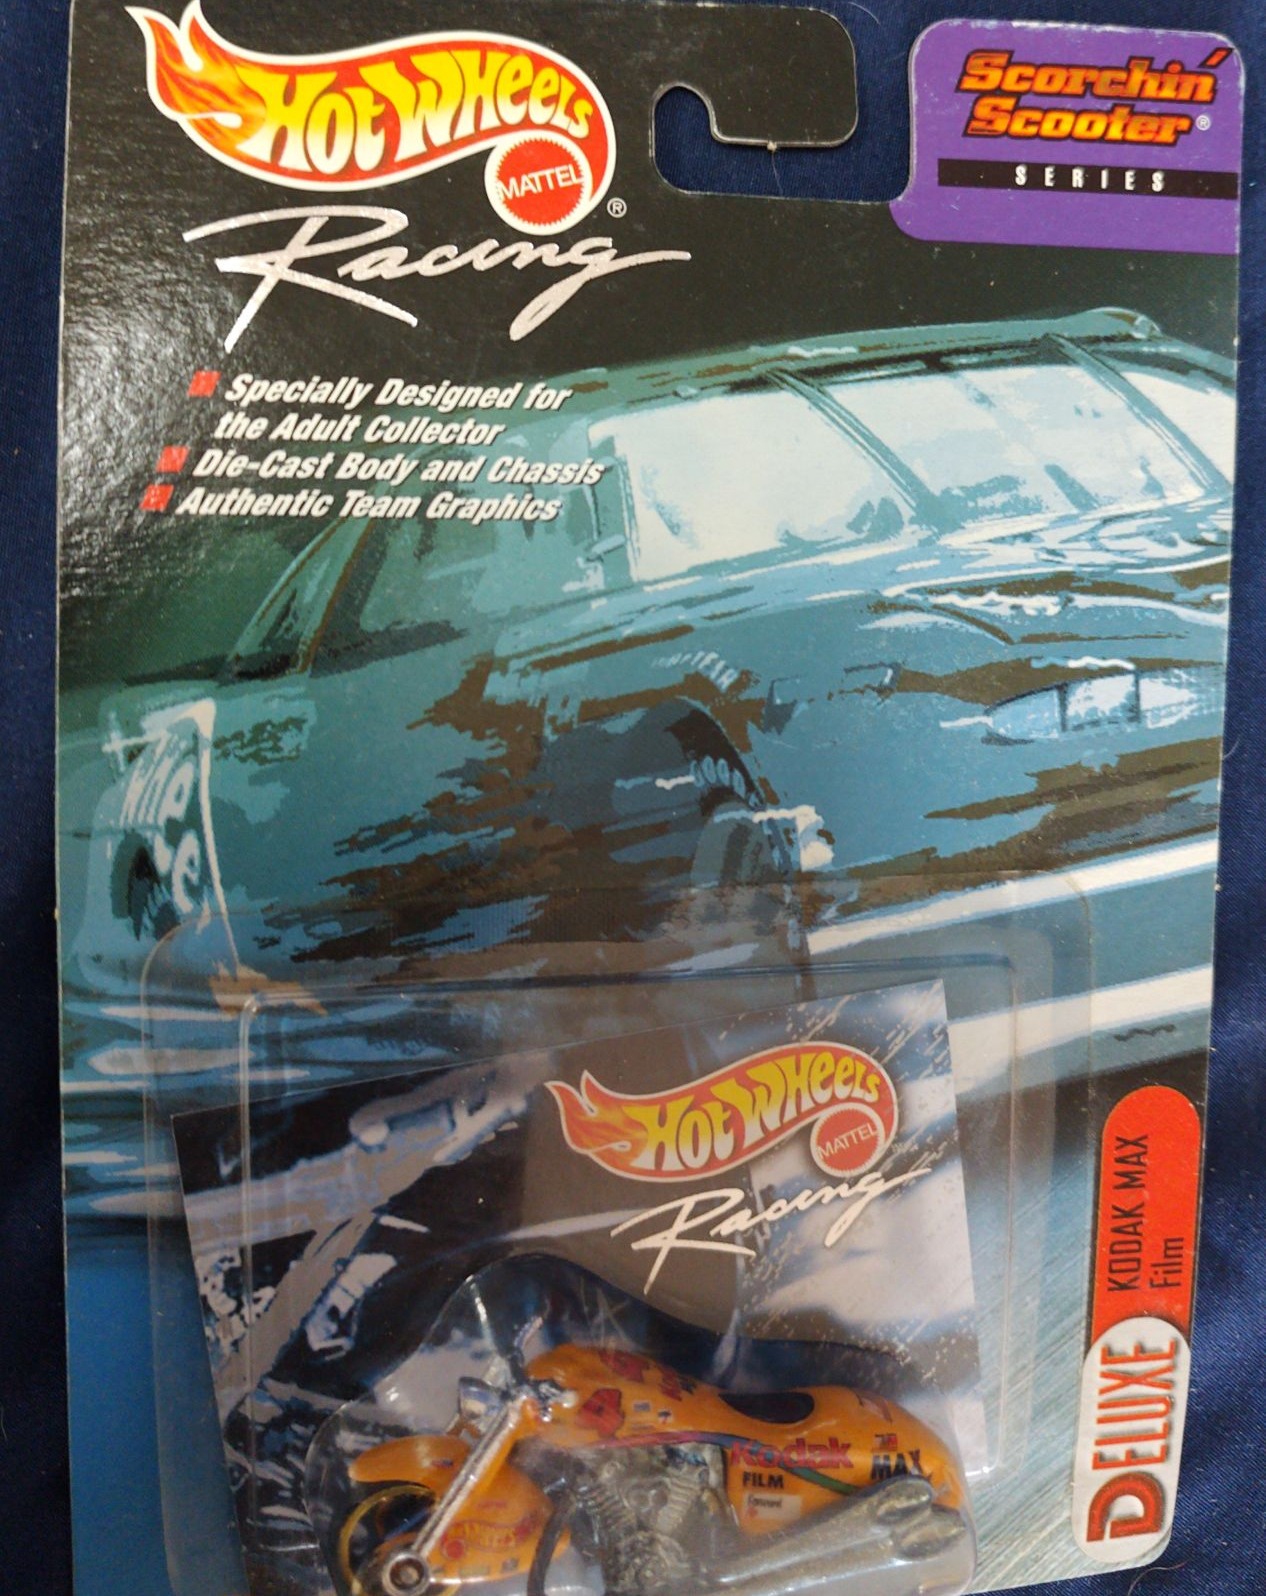 HOT WHEELS
MATTEL
®
Racing
Scorchin'
Scooter®
SERIES
Specially Designed for
the Adult Collector
Die-Cast Body and Chassis
Authentic Team Graphics
HOT WHEELS
MATTEL
Racing
DELUXE
KODAK MAX
Film
Kodak
MAX
FILM